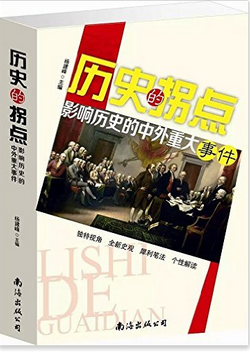 历史的拐点
影响历史的中外重大事件
杨建峰 主编
独特视角 全新史观 犀利笔法 个性解读
LISHI
DE
GUAIDIAN
南海出版公司
历史的拐点
影响历史的
中外重大事件
杨建峰 主编
南海出版公司